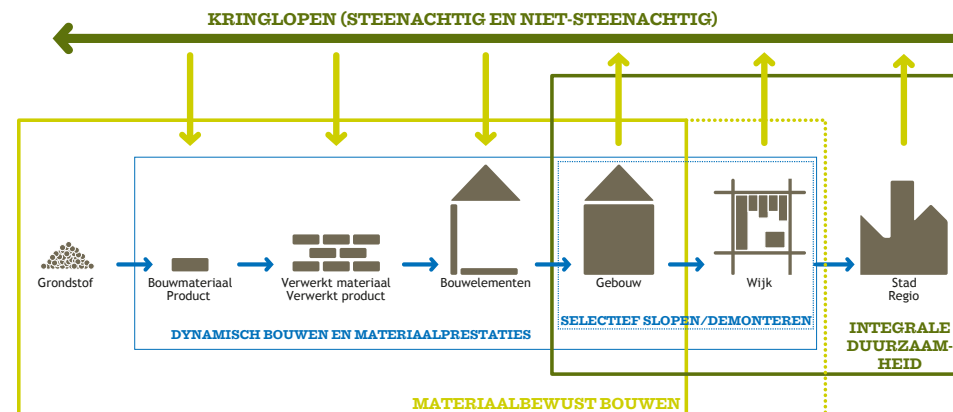 KRINGLOPEN (STEENACHTIG EN NIET-STEENACHTIG)
Grondstof
Bouwmateriaal
Product
Verwerkt materiaal
Verwerkt product
Bouwelementen
Gebouw
Wijk
Stad
Regio
SELECTIEF SLOPEN/DEMONTEREN
DYNAMISCH BOUWEN EN MATERIAALPRESTATIES
INTEGRALE
DUURZAAM-
HEID
MATERIAALBEWUST BOUWEN